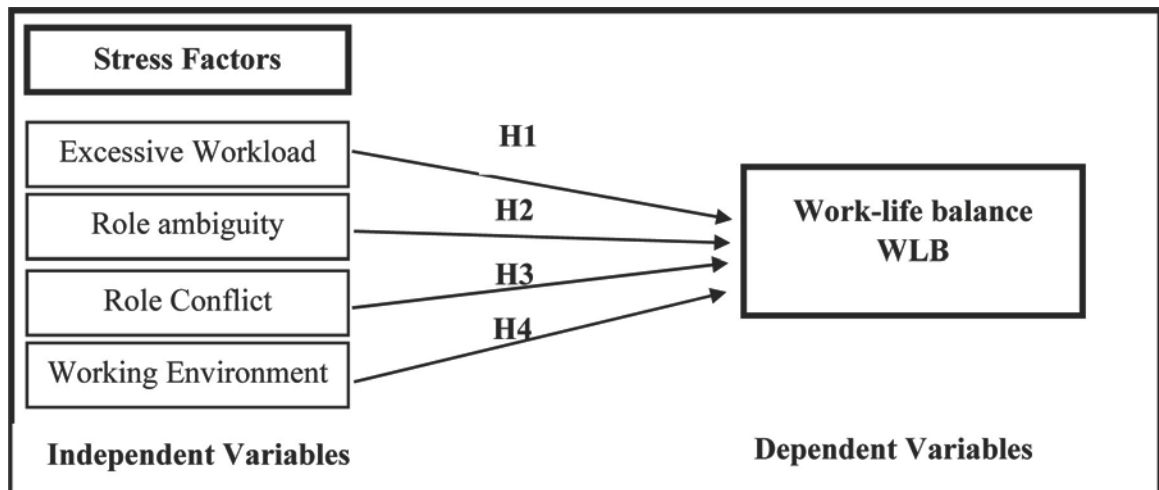 Stress Factors
Excessive Workload
Role ambiguity
Role Conflict
Working Environment
H1
H2
H3
H4
Work-life balance
WLB
Independent Variables
Dependent Variables